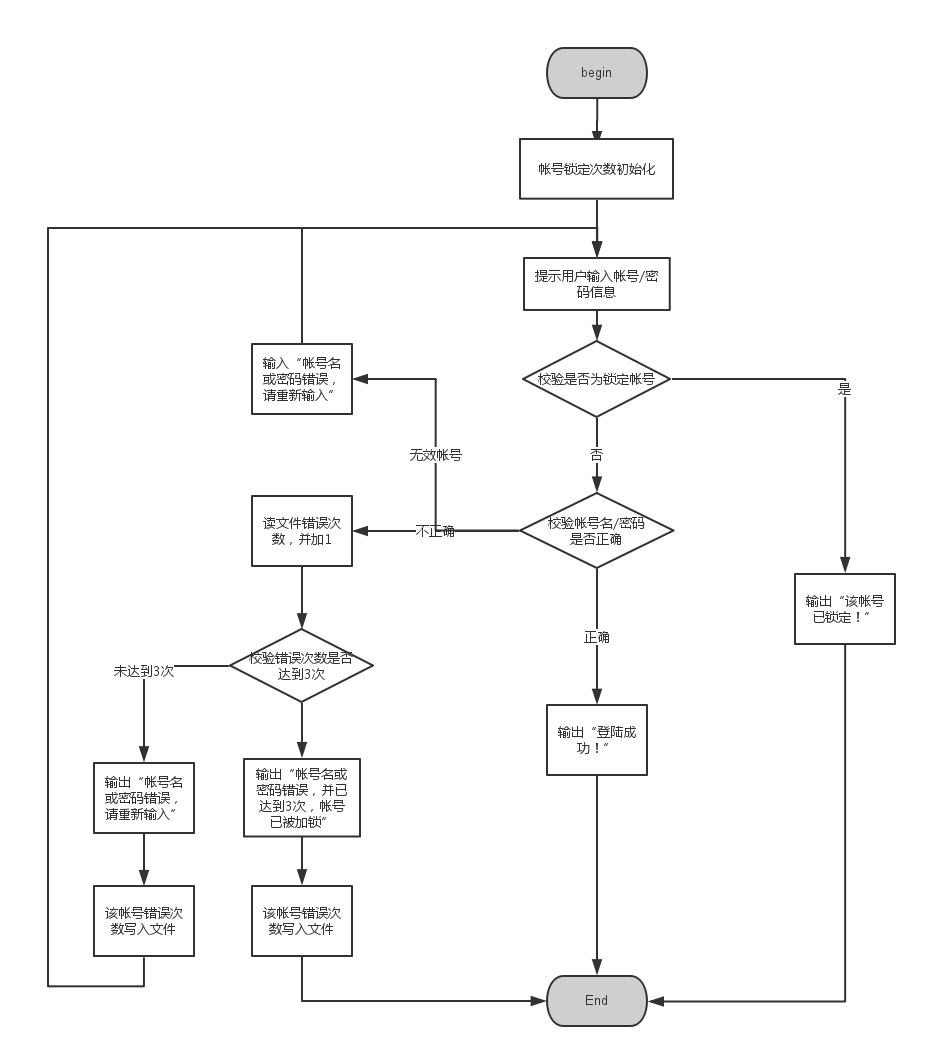 begin
帐号锁定次数初始化
提示用户输入帐号/密
码信息
输入“帐号名
或密码错误，
请重新输入”
校验是否为锁定帐号
是
无效帐号
否
读文件错误次
数，并加1
不正确
校验帐号名/密码
是否正确
输出“该帐号
已锁定！”
正确
校验错误次数是否
达到3次
未达到3次
输出“登陆成
功！”
输出“帐号名
或密码错误，
请重新输入”
输出“帐号名或
密码错误，并已
达到3次，帐号
已被加锁”
该帐号错误次
数写入文件
该帐号错误次
数写入文件
End